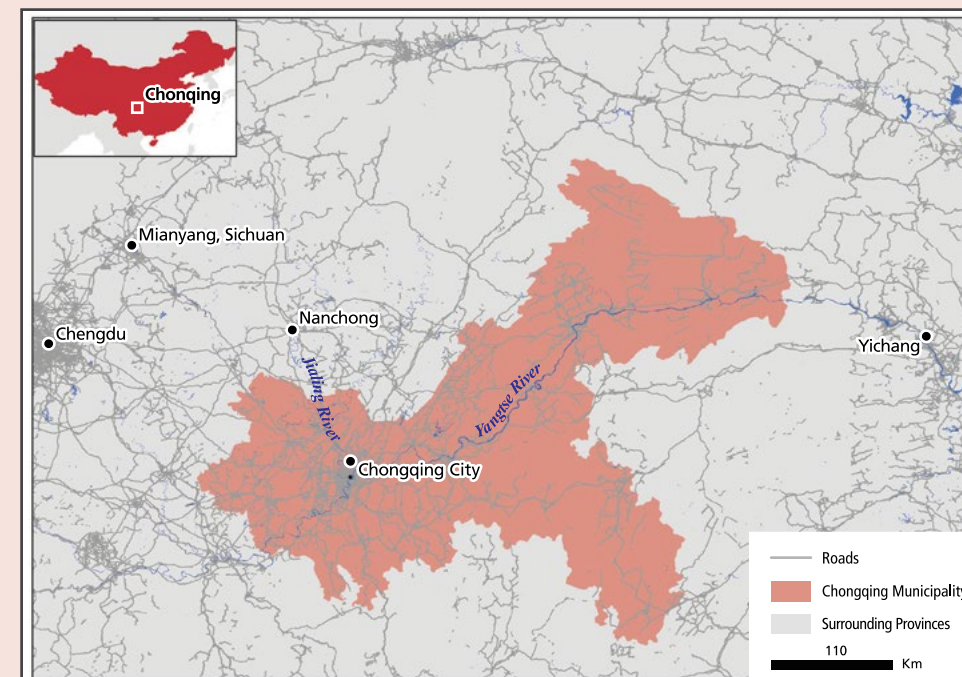 Chonqing
Mianyang, Sichuan
Nanchong
Chengdu
Yichang
Jialing River
Yangtse River
Chongqing City
Roads
Chongqing Municipality
Surrounding Provinces
110
Km